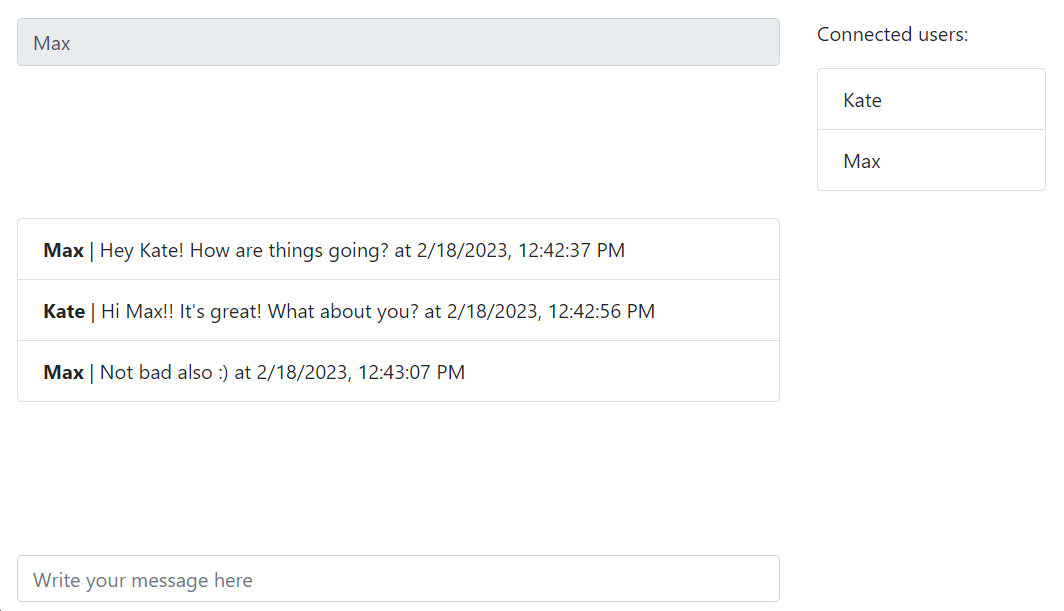 Max
Connected users:
Kate
Max
Max | Hey Kate! How are things going? at 2/18/2023, 12:42:37 PM
Kate | Hi Max!! It's great! What about you? at 2/18/2023, 12:42:56 PM
Max | Not bad also :) at 2/18/2023, 12:43:07 PM
Write your message here